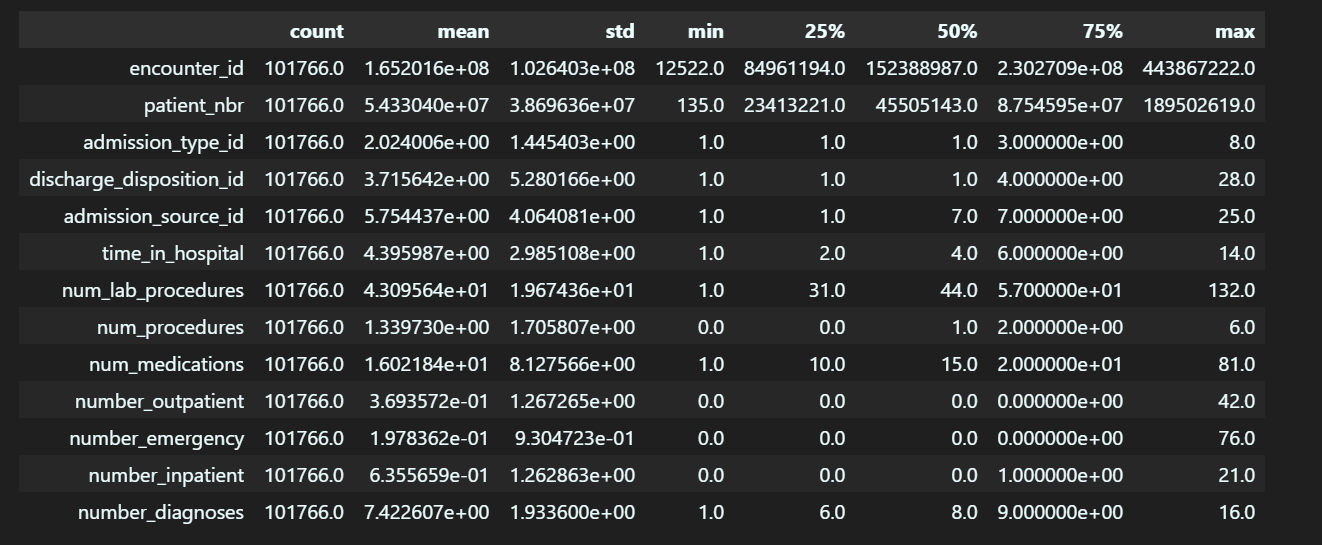 count mean std min 25% 50% 75% max
encounter_id 101766.0 1.652016e+08 1.026403e+08 12522.0 84961194.0 152388987.0 2.302709e+08 443867222.0
patient_nbr 101766.0 5.433040e+07 3.869636e+07 135.0 23413221.0 45505143.0 8.754595e+07 189502619.0
admission_type_id 101766.0 2.024006e+00 1.445403e+00 1.0 1.0 1.0 3.000000e+00 8.0
discharge_disposition_id 101766.0 3.715642e+00 5.280166e+00 1.0 1.0 1.0 4.000000e+00 28.0
admission_source_id 101766.0 5.754437e+00 4.064081e+00 1.0 1.0 7.0 7.000000e+00 25.0
time_in_hospital 101766.0 4.395987e+00 2.985108e+00 1.0 2.0 4.0 6.000000e+00 14.0
num_lab_procedures 101766.0 4.309564e+01 1.967436e+01 1.0 31.0 44.0 5.700000e+01 132.0
num_procedures 101766.0 1.339730e+00 1.705807e+00 0.0 0.0 1.0 2.000000e+00 6.0
num_medications 101766.0 1.602184e+01 8.127566e+00 1.0 10.0 15.0 2.000000e+01 81.0
number_outpatient 101766.0 3.693572e-01 1.267265e+00 0.0 0.0 0.0 0.000000e+00 42.0
number_emergency 101766.0 1.978362e-01 9.304723e-01 0.0 0.0 0.0 0.000000e+00 76.0
number_inpatient 101766.0 6.355659e-01 1.262863e+00 0.0 0.0 0.0 1.000000e+00 21.0
number_diagnoses 101766.0 7.422607e+00 1.933600e+00 1.0 6.0 8.0 9.000000e+00 16.0